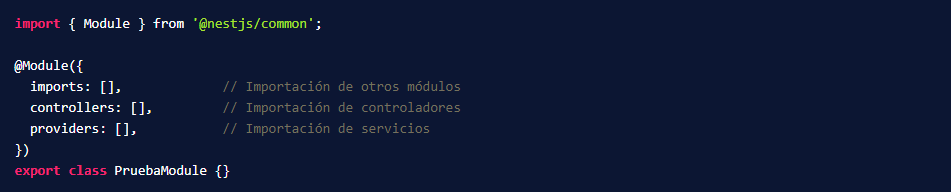 import { Module } from '@nestjs/common';
@Module({
imports: [], // Importación de otros módulos
controllers: [], // Importación de controladores
providers: [], // Importación de servicios
})
export class PruebaModule {}